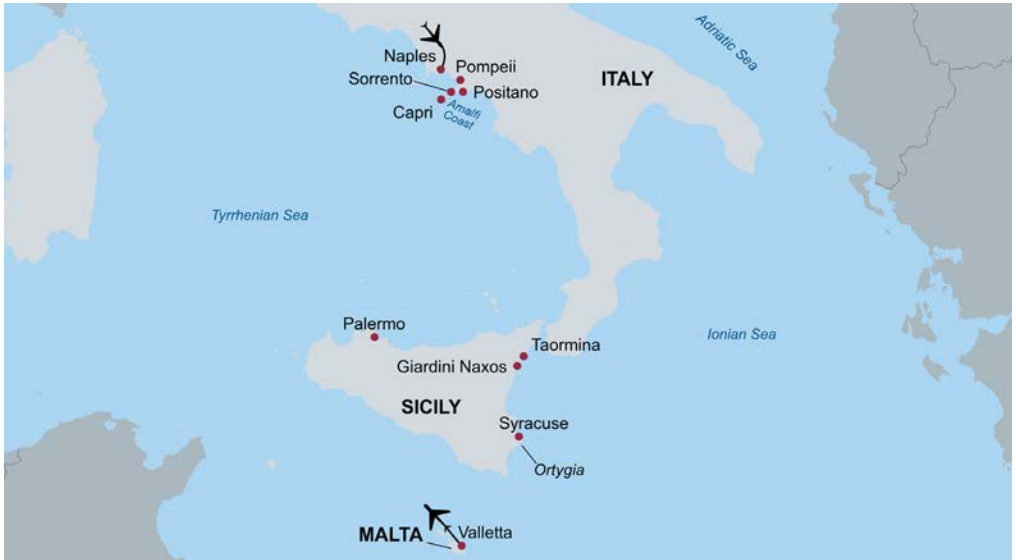 Adriatic Sea
Naples
Pompeii
ITALY
Sorrento
Positano
Capri
Amalfi
Coast
Tyrrhenian Sea
Palermo
Taormina
Ionian Sea
Giardini Naxos
SICILY
Syracuse
Ortygia
MALTA
Valletta